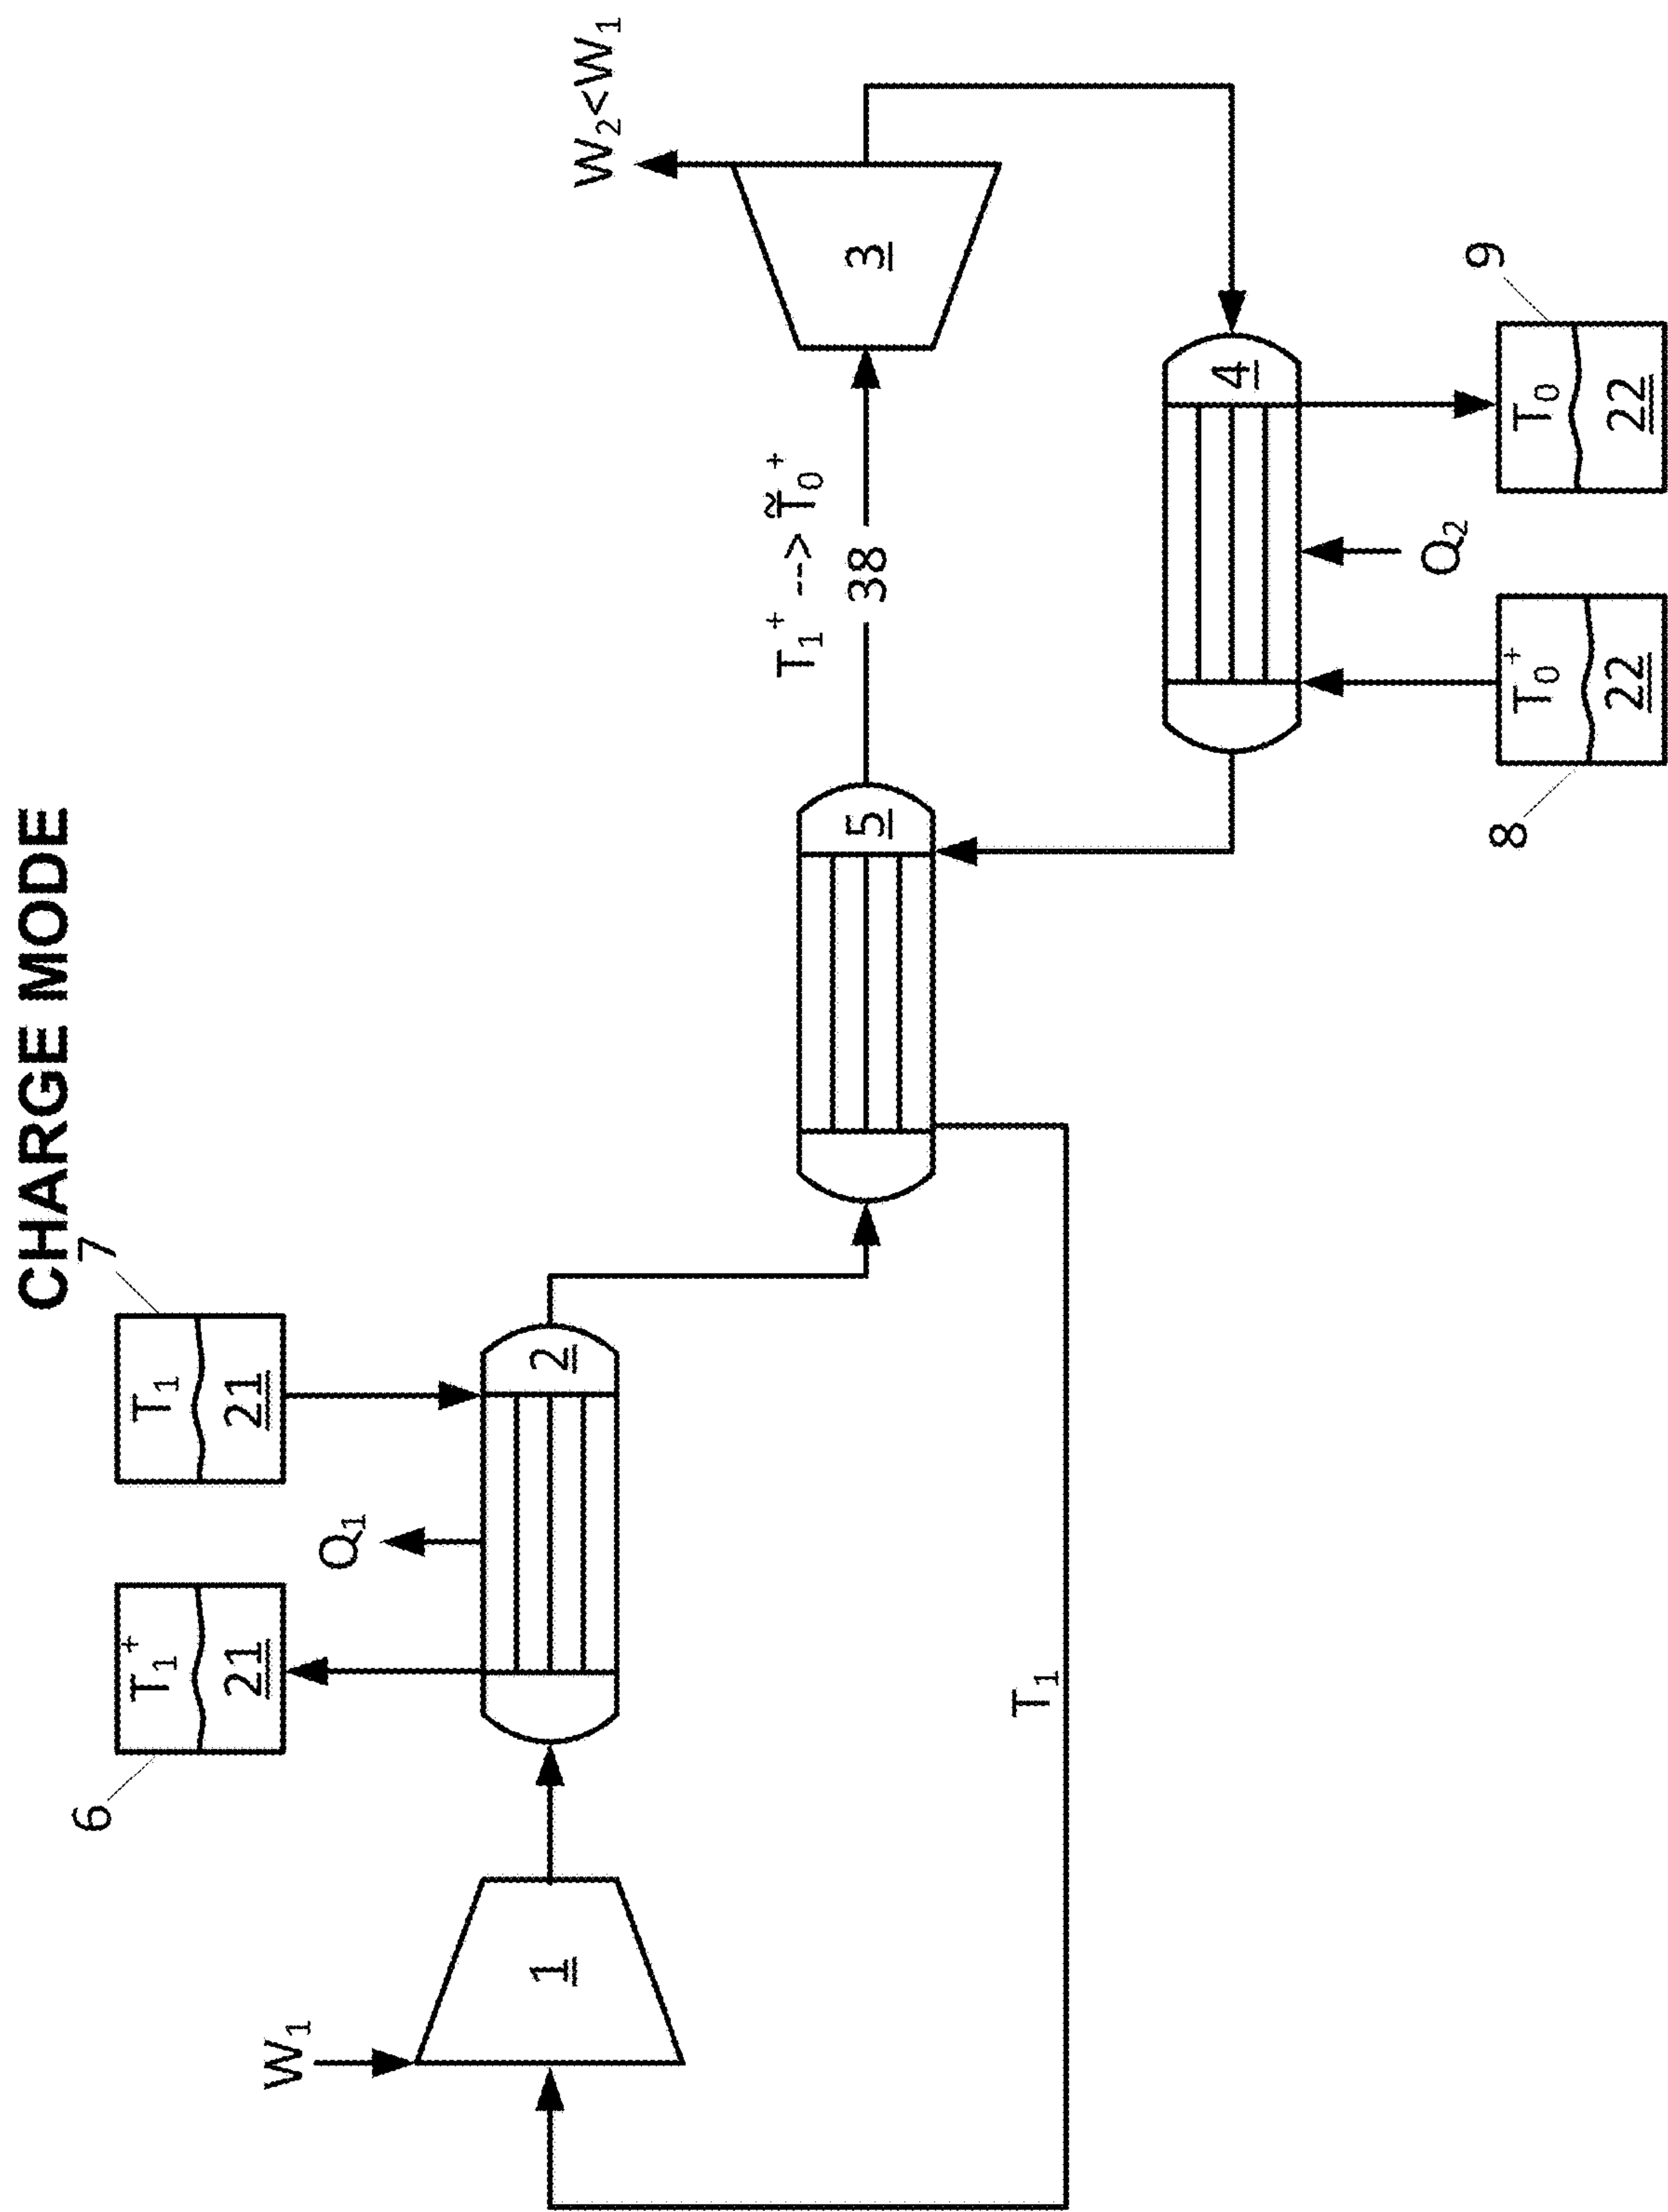 CHARGE MODE
6
7
T₁⁺
21
T₁
21
Q₁
W₁
1
2
W₂<W₁
T₁⁺ --> T̃₀⁺
38
5
3
T₁
4
Q₂
T₀⁺
22
T₀
22
8
9